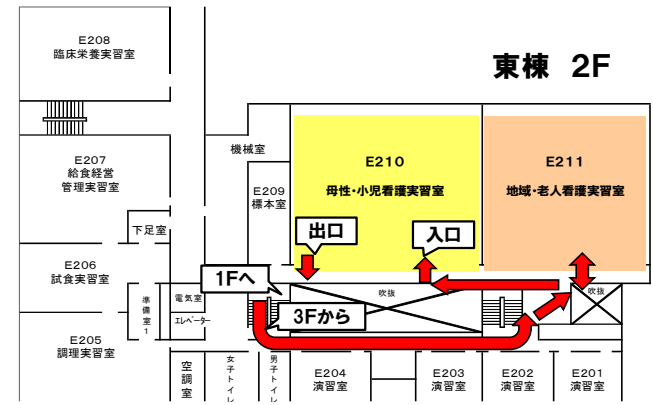 E208
臨床栄養実習室
東棟 2F
E207
給食経営
管理実習室
機械室
E210
母性・小児看護実習室
E211
地域・老人看護実習室
E209
標本室
下足室
出口
入口
E206
試食実習室
1Fへ
吹抜
吹抜
準備室1
電気室
エレベーター
3Fから
E205
調理実習室
空調室
女子トイレ
男子トイレ
E204
演習室
E203
演習室
E202
演習室
E201
演習室